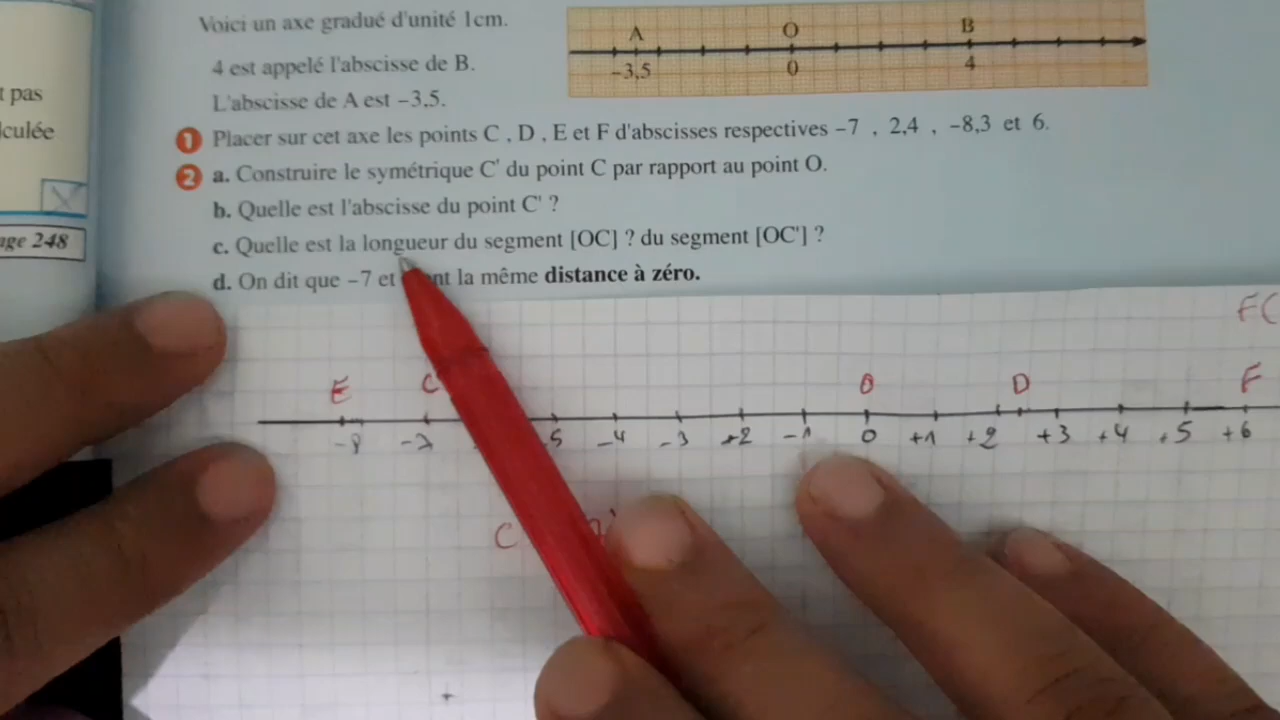 Voici un axe gradué d'unité 1cm.
A O B
4 est appelé l'abscisse de B.
-3,5 0 4
t pas
L'abscisse de A est -3,5.
lculée
1 Placer sur cet axe les points C , D , E et F d'abscisses respectives -7 , 2,4 , -8,3 et 6.
2 a. Construire le symétrique C' du point C par rapport au point O.
b. Quelle est l'abscisse du point C' ?
age 248
c. Quelle est la longueur du segment [OC] ? du segment [OC'] ?
d. On dit que -7 et la même distance à zéro.
F(
E C O D F
-8 -7 -5 -4 -3 +2 -1 0 +1 +2 +3 +4 +5 +6
C